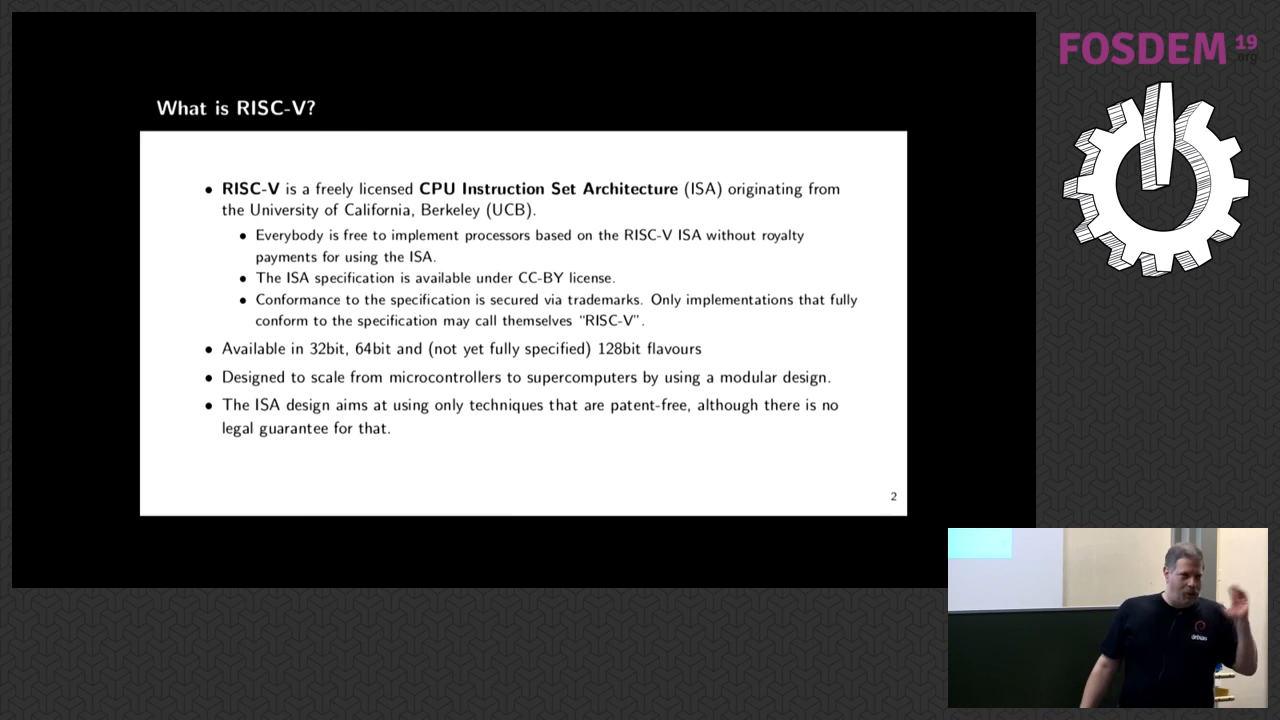 FOSDEM 19
.org
What is RISC-V?
• RISC-V is a freely licensed CPU Instruction Set Architecture (ISA) originating from
the University of California, Berkeley (UCB).
• Everybody is free to implement processors based on the RISC-V ISA without royalty
payments for using the ISA.
• The ISA specification is available under CC-BY license.
• Conformance to the specification is secured via trademarks. Only implementations that fully
conform to the specification may call themselves “RISC-V”.
• Available in 32bit, 64bit and (not yet fully specified) 128bit flavours
• Designed to scale from microcontrollers to supercomputers by using a modular design.
• The ISA design aims at using only techniques that are patent-free, although there is no
legal guarantee for that.
2
debian